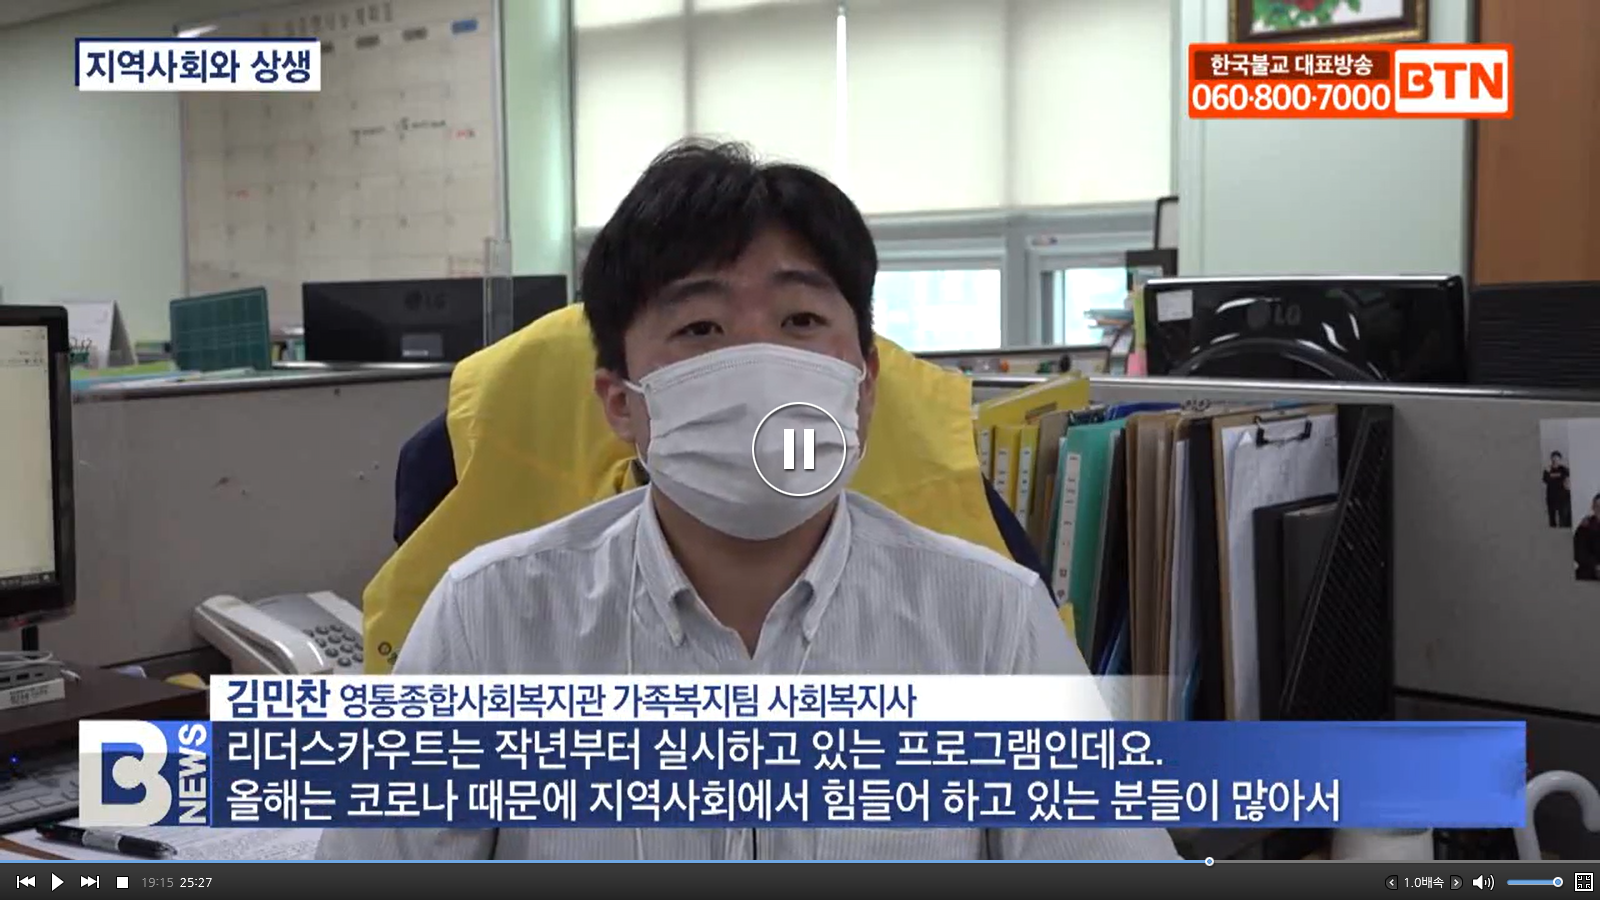 지역사회와 상생
한국불교 대표방송
060·800·7000
BTN
LG
LG
김민찬 영통종합사회복지관 가족복지팀 사회복지사
B NEWS
리더스카우트는 작년부터 실시하고 있는 프로그램인데요.
올해는 코로나 때문에 지역사회에서 힘들어 하고 있는 분들이 많아서
19:15 25:27
1.0배속